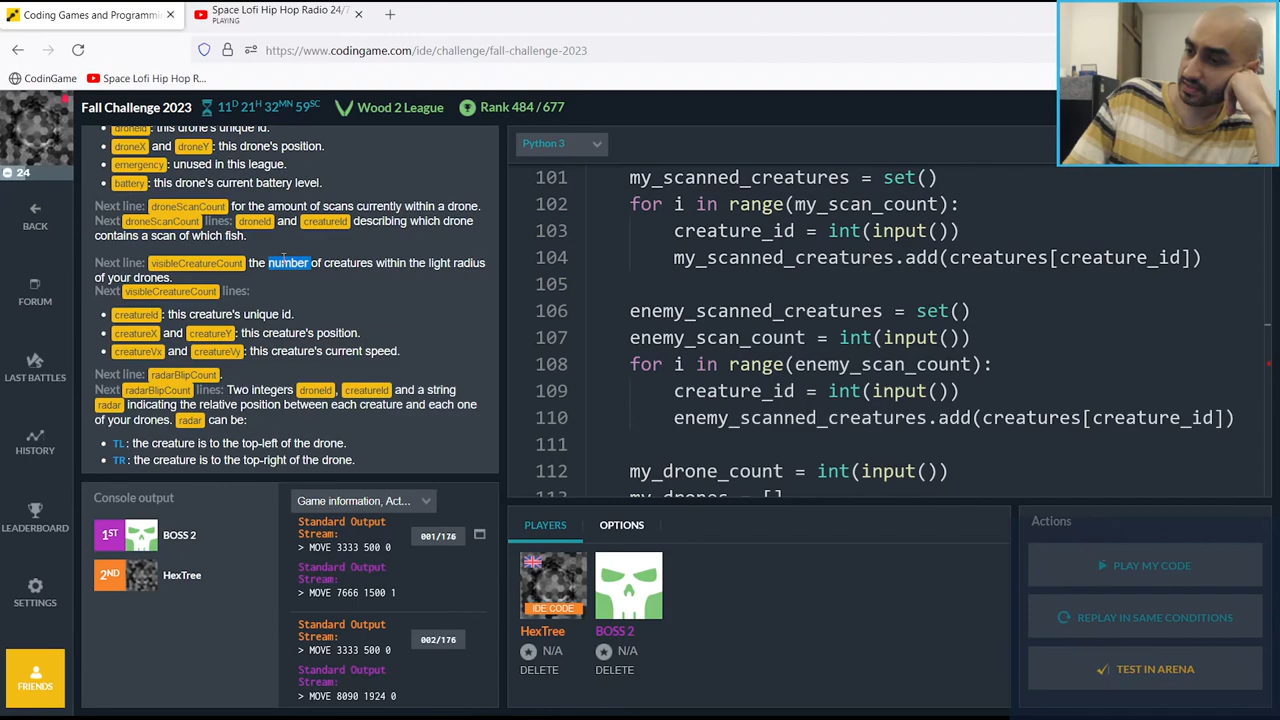 Coding Games and Programmi
Space Lofi Hip Hop Radio 24/7
PLAYING
https://www.codingame.com/ide/challenge/fall-challenge-2023
CodinGame
Space Lofi Hip Hop R...
Fall Challenge 2023
11D 21H 32MN 59SC
Wood 2 League
Rank 484 / 677
24
BACK
FORUM
LAST BATTLES
HISTORY
LEADERBOARD
SETTINGS
FRIENDS
droneId: this drone's unique id.
droneX and droneY: this drone's position.
emergency: unused in this league.
battery: this drone's current battery level.
Next line: droneScanCount for the amount of scans currently within a drone.
Next droneScanCount lines: droneId and creatureId describing which drone
contains a scan of which fish.
Next line: visibleCreatureCount the number of creatures within the light radius
of your drones.
Next visibleCreatureCount lines:
creatureId: this creature's unique id.
creatureX and creatureY: this creature's position.
creatureVx and creatureVy: this creature's current speed.
Next line: radarBlipCount.
Next radarBlipCount lines: Two integers droneId, creatureId and a string
radar indicating the relative position between each creature and each one
of your drones. radar can be:
TL: the creature is to the top-left of the drone.
TR: the creature is to the top-right of the drone.
Python 3
101 my_scanned_creatures = set()
102 for i in range(my_scan_count):
103 creature_id = int(input())
104 my_scanned_creatures.add(creatures[creature_id])
105
106 enemy_scanned_creatures = set()
107 enemy_scan_count = int(input())
108 for i in range(enemy_scan_count):
109 creature_id = int(input())
110 enemy_scanned_creatures.add(creatures[creature_id])
111
112 my_drone_count = int(input())
113 my_drones = []
Console output
1ST BOSS 2
2ND HexTree
Game information, Act...
Standard Output
Stream:
> MOVE 3333 500 0
001/176
Standard Output
Stream:
> MOVE 7666 1500 1
Standard Output
Stream:
> MOVE 3333 500 0
002/176
Standard Output
Stream:
> MOVE 8090 1924 0
PLAYERS
OPTIONS
IDE CODE
HexTree
N/A
DELETE
BOSS 2
N/A
DELETE
Actions
PLAY MY CODE
REPLAY IN SAME CONDITIONS
TEST IN ARENA